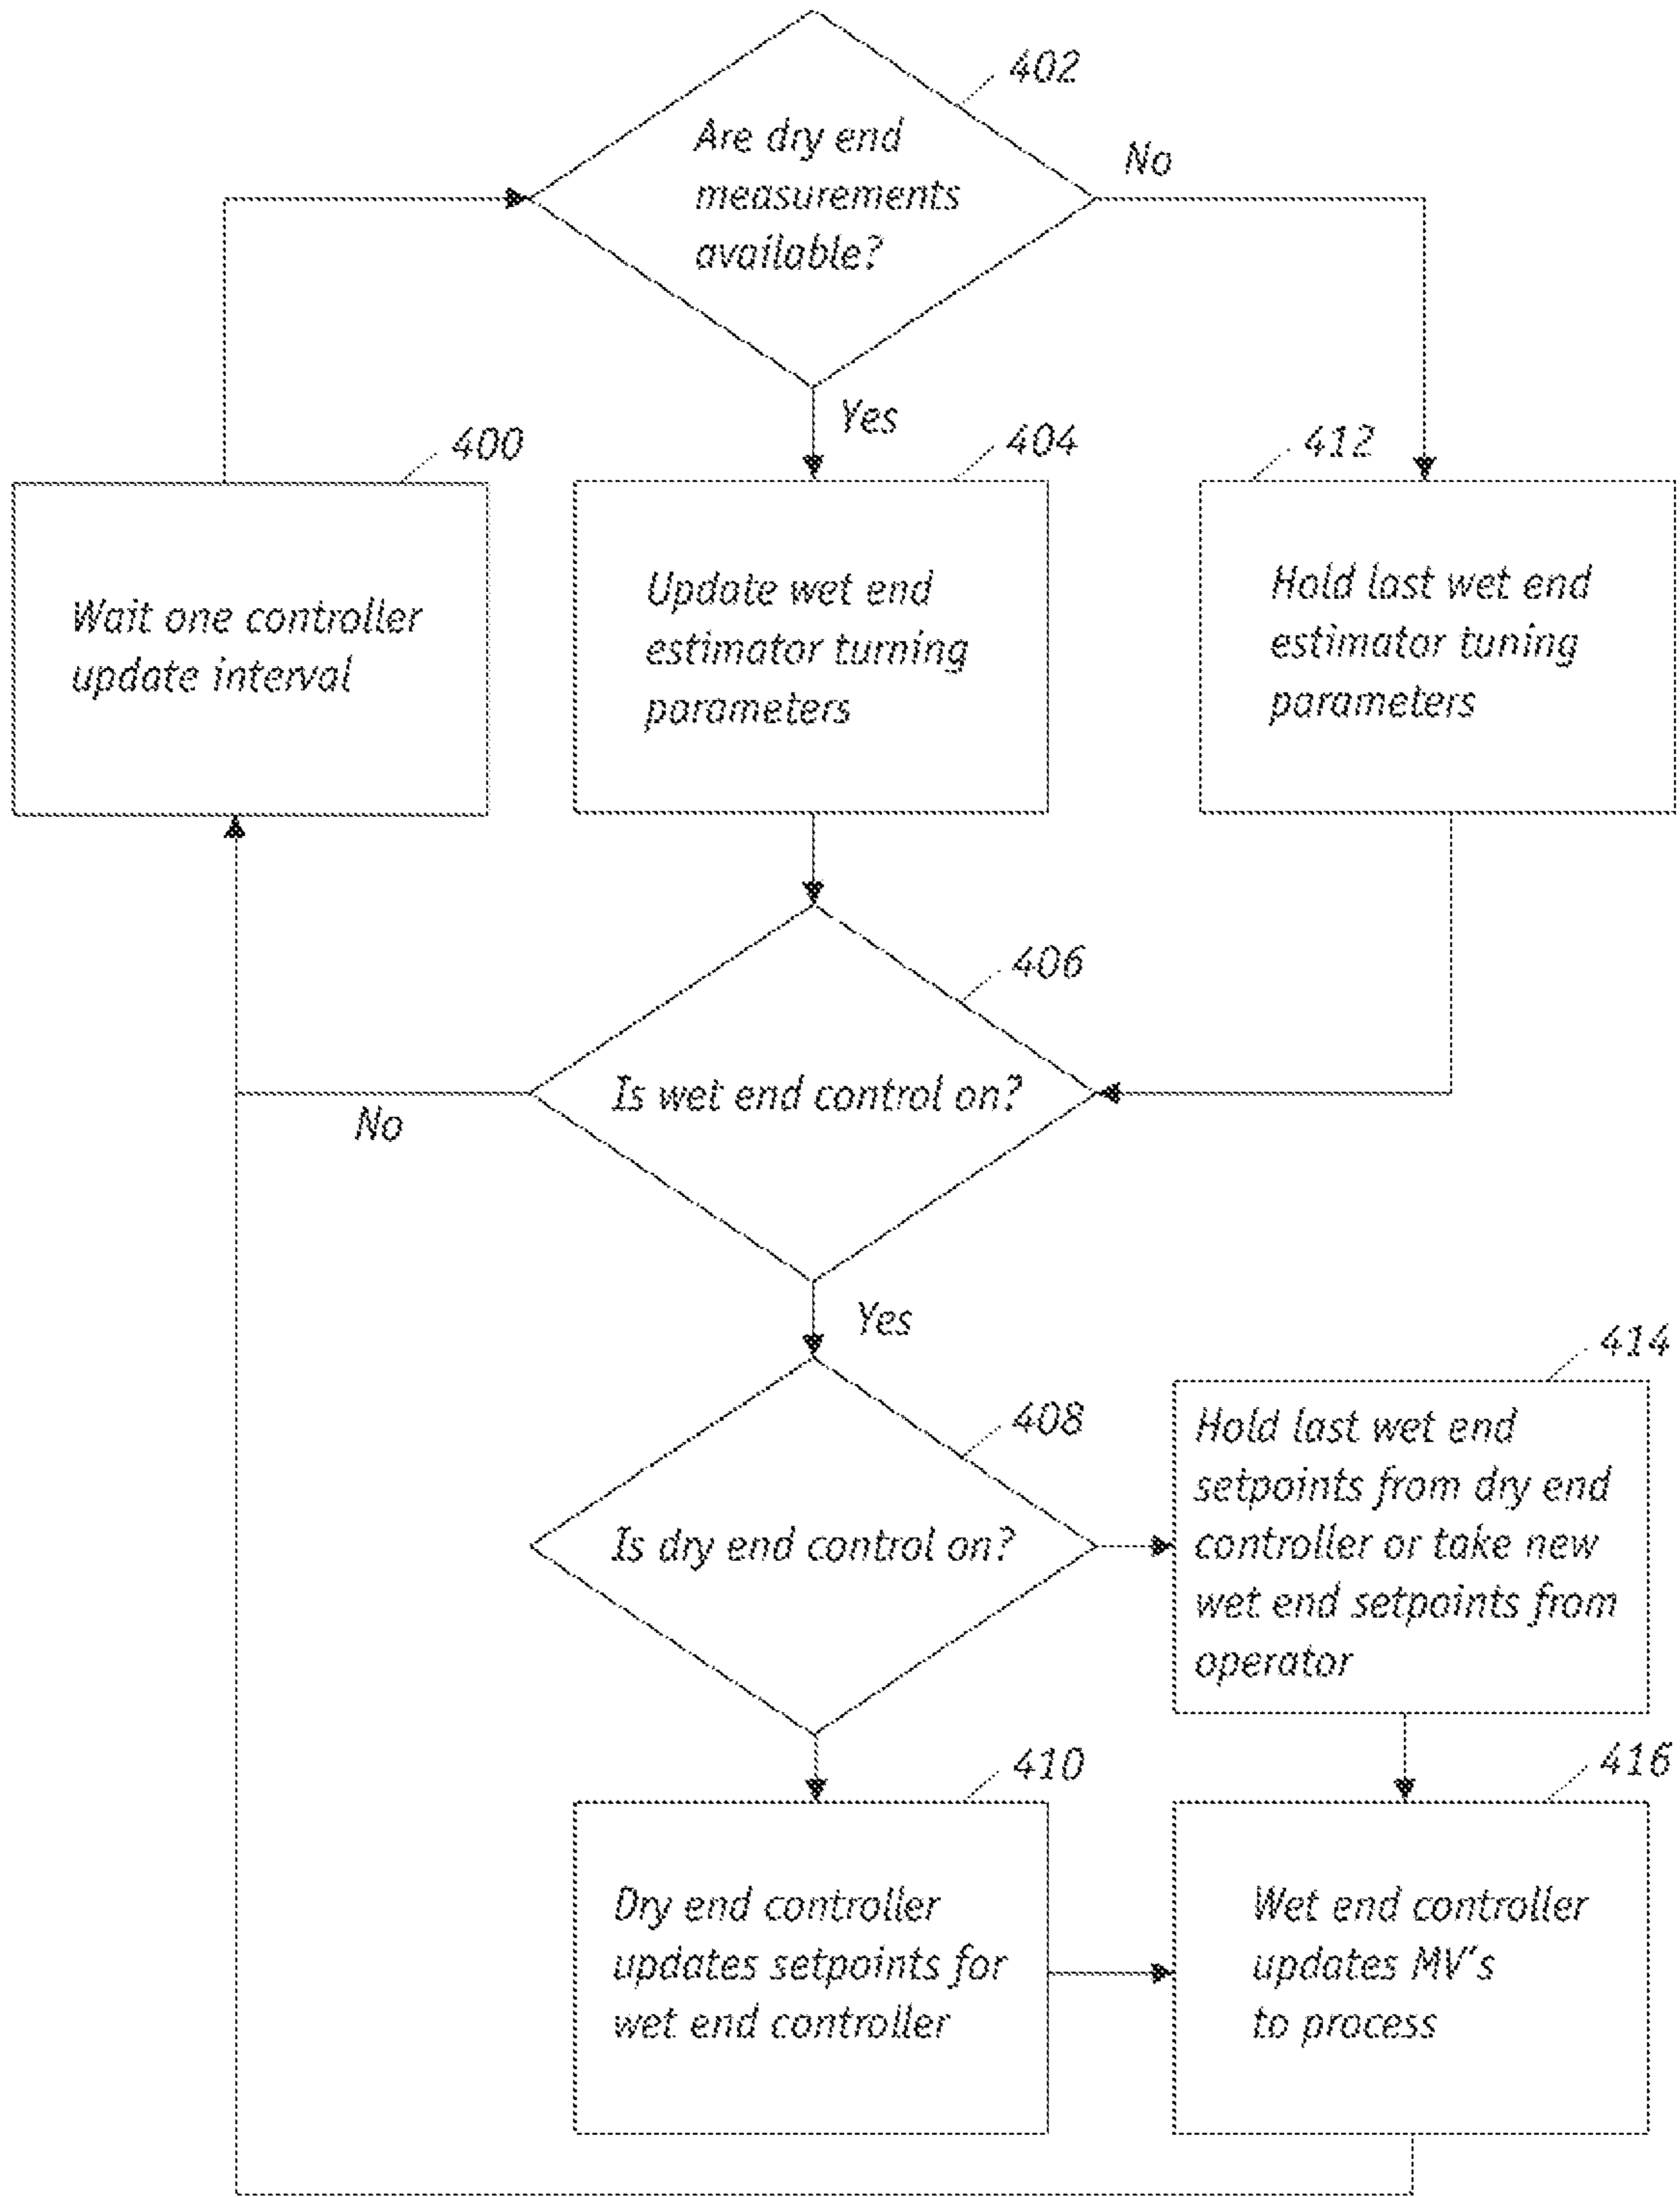 402
Are dry end
measurements
available?
No
Yes
400
Wait one controller
update interval
404
Update wet end
estimator turning
parameters
412
Hold last wet end
estimator tuning
parameters
406
Is wet end control on?
No
Yes
408
Is dry end control on?
414
Hold last wet end
setpoints from dry end
controller or take new
wet end setpoints from
operator
410
Dry end controller
updates setpoints for
wet end controller
416
Wet end controller
updates MV's
to process